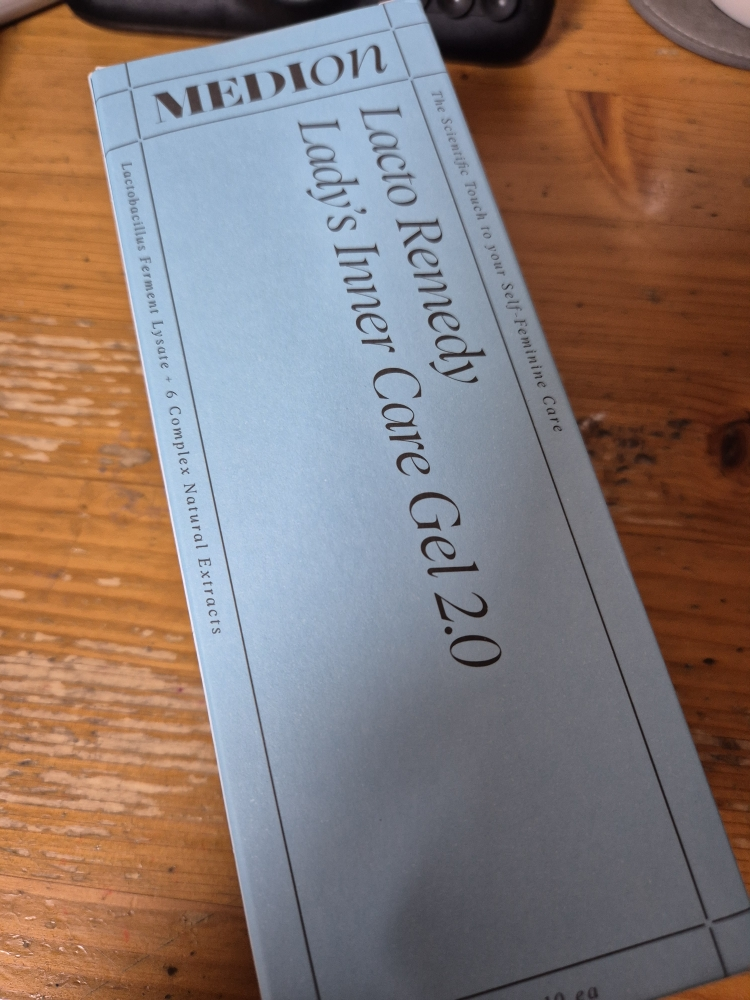 MEDION
Lacto Remedy
Lady's Inner Care Gel 2.0
The Scientific Touch to your Self-Feminine Care
Lactobacillus Ferment Lysate + 6 Complex Natural Extracts
ea